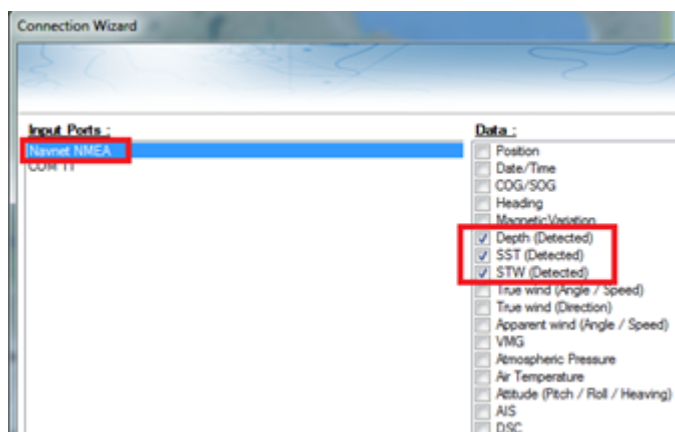 Connection Wizard
Input Ports :
Navnet NMEA
COM 11
Data :
Position
Date/Time
COG/SOG
Heading
MagneticVariation
Depth (Detected)
SST (Detected)
STW (Detected)
True wind (Angle / Speed)
True wind (Direction)
Apparent wind (Angle / Speed)
VMG
Atmospheric Pressure
Air Temperature
Attitude (Pitch / Roll / Heaving)
AIS
DSC